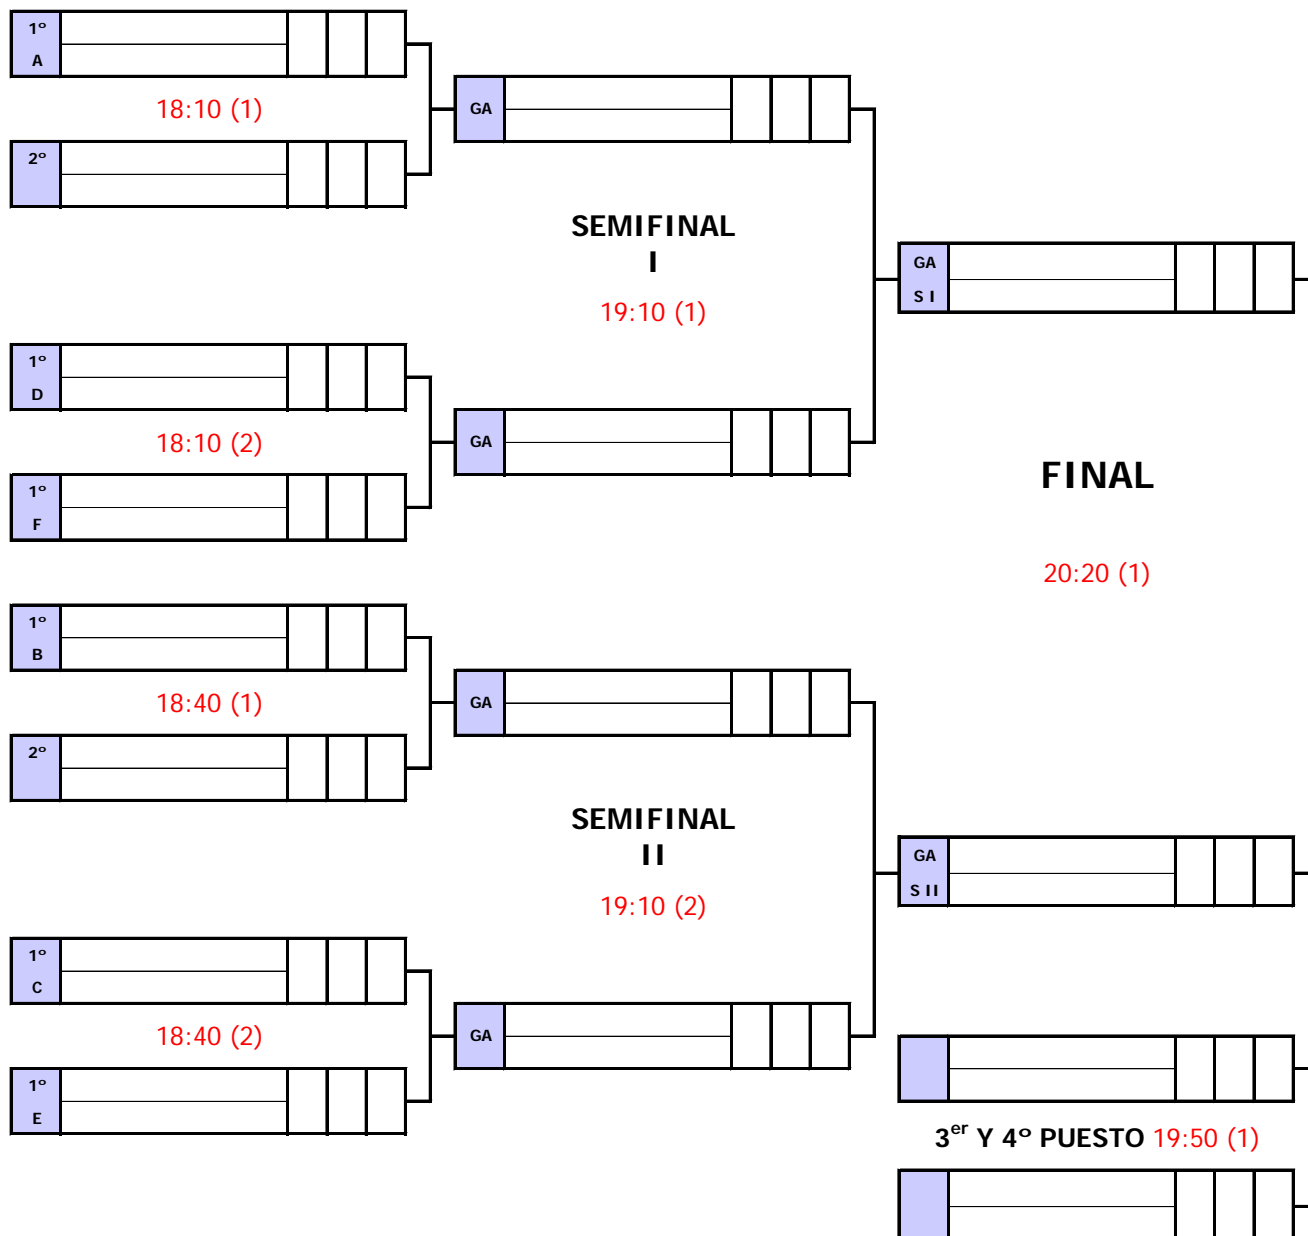 1º
A
18:10 (1)
2º
GA
SEMIFINAL
I
19:10 (1)
1º
D
18:10 (2)
1º
F
GA
GA
S I
FINAL
20:20 (1)
1º
B
18:40 (1)
2º
GA
SEMIFINAL
II
19:10 (2)
1º
C
18:40 (2)
1º
E
GA
GA
S II
3er Y 4º PUESTO 19:50 (1)